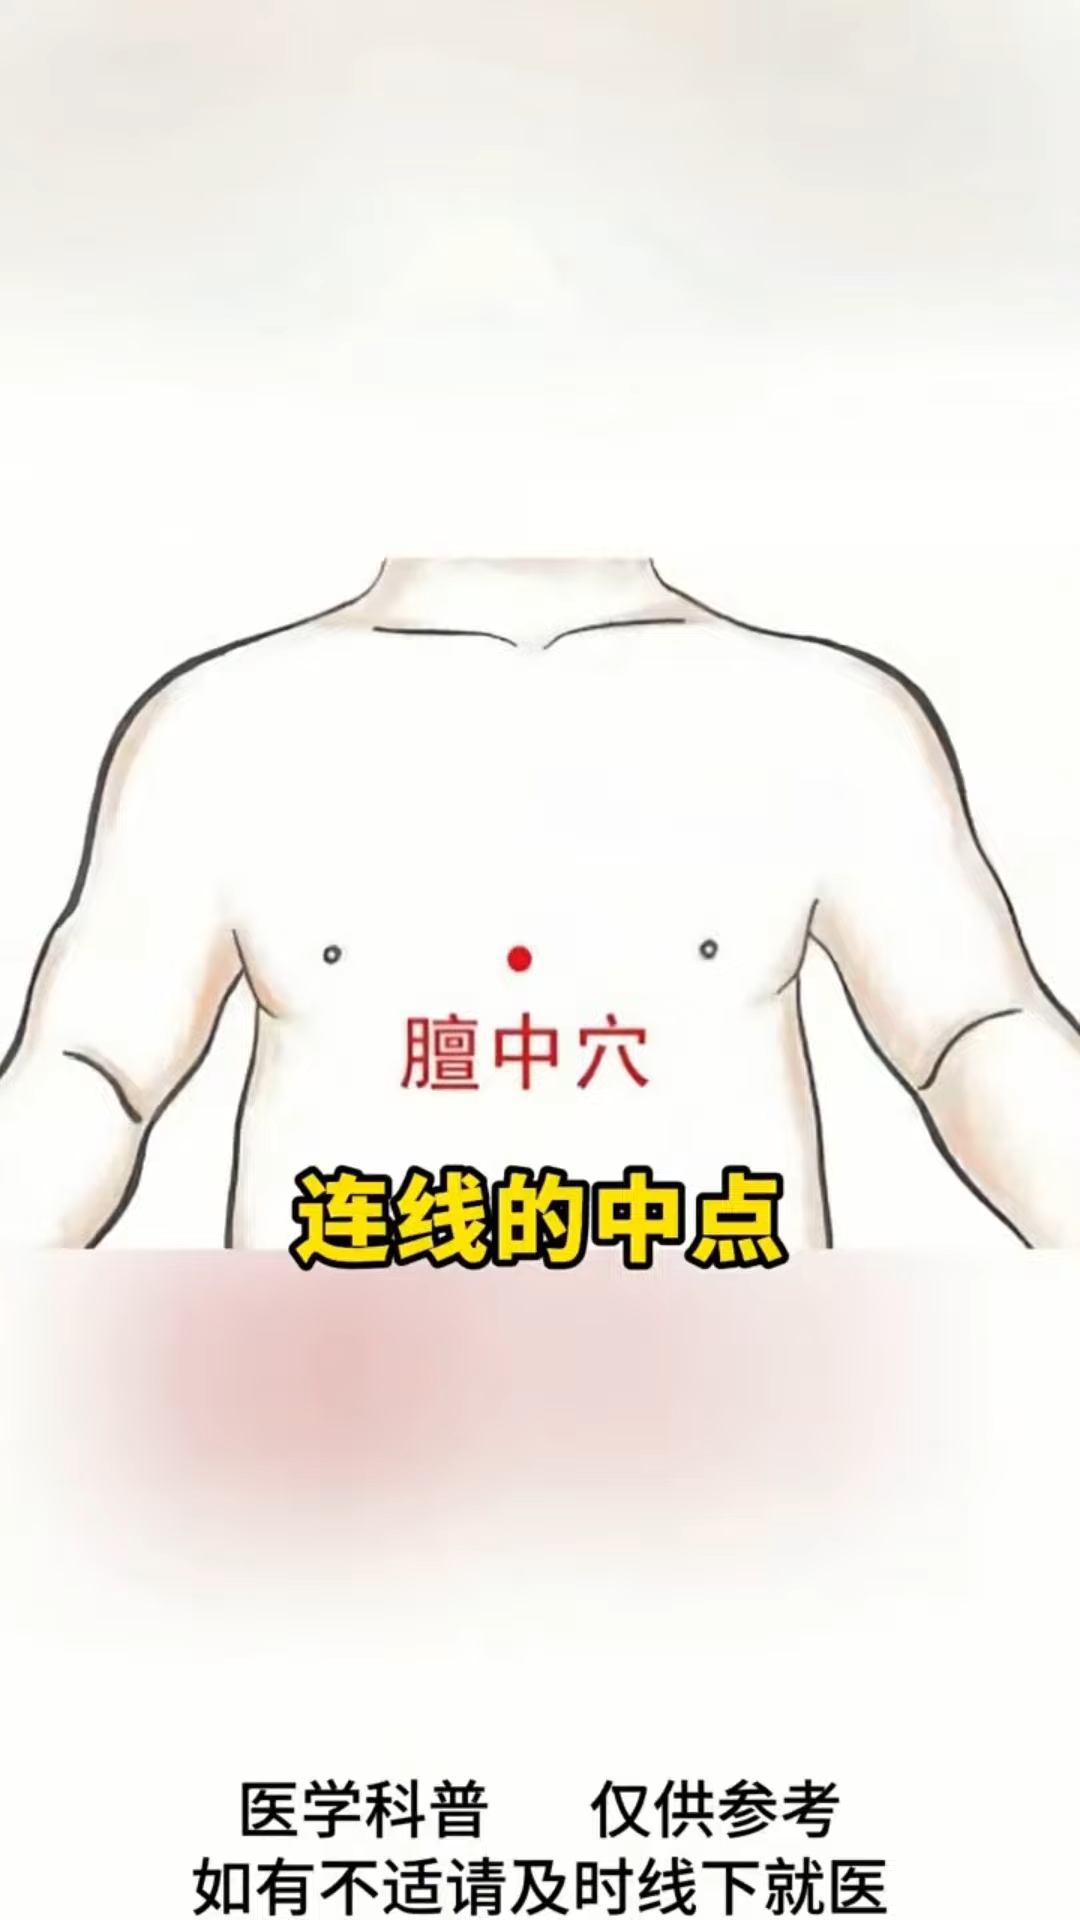 膻中穴
连线的中点
医学科普 仅供参考
如有不适请及时线下就医